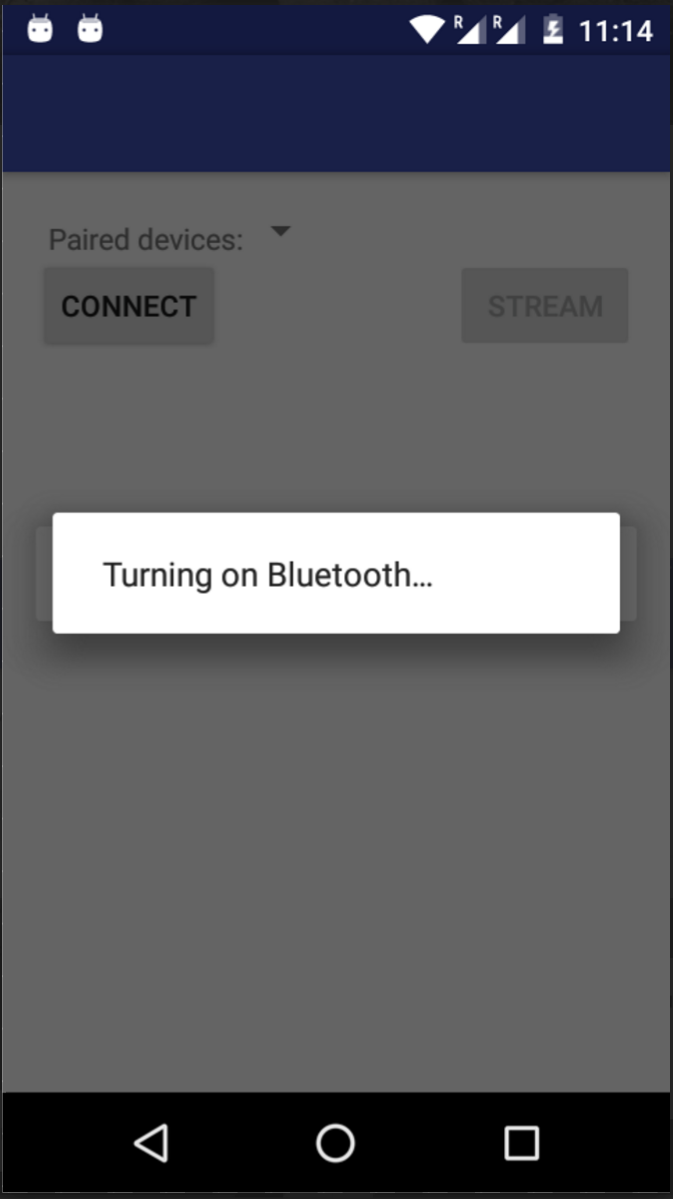 R R 11:14
Paired devices:
CONNECT STREAM
Turning on Bluetooth...